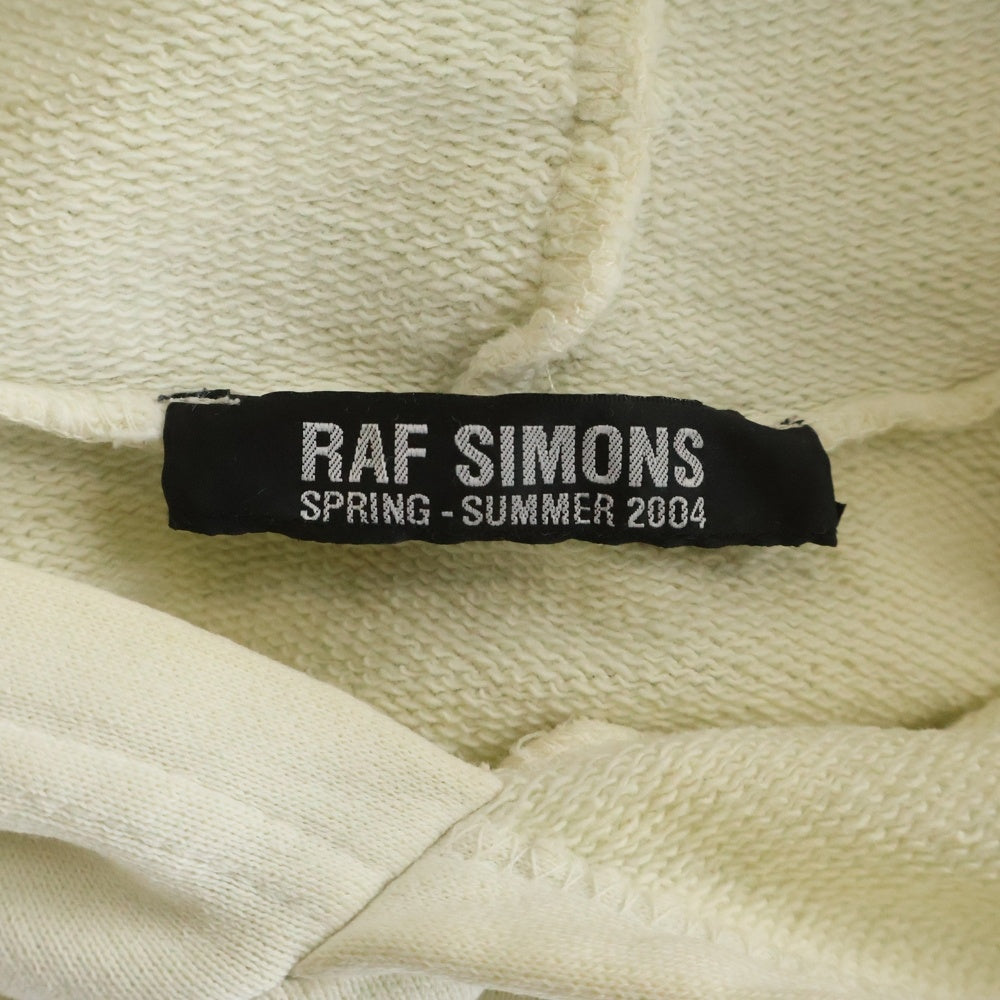 RAF SIMONS
SPRING - SUMMER 2004